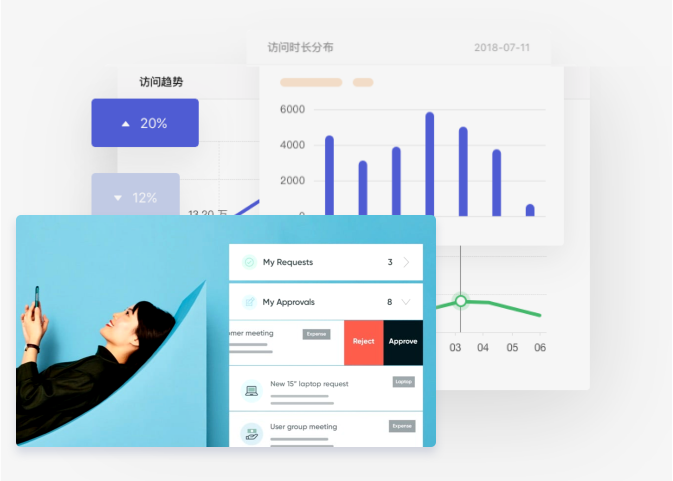 访问时长分布
2018-07-11
访问趋势
20%
12%
13.20 万
6000
4000
2000
0
My Requests
3
My Approvals
8
mer meeting
Expense
Reject
Approve
New 15" laptop request
Laptop
User group meeting
Expense
03 04 05 06